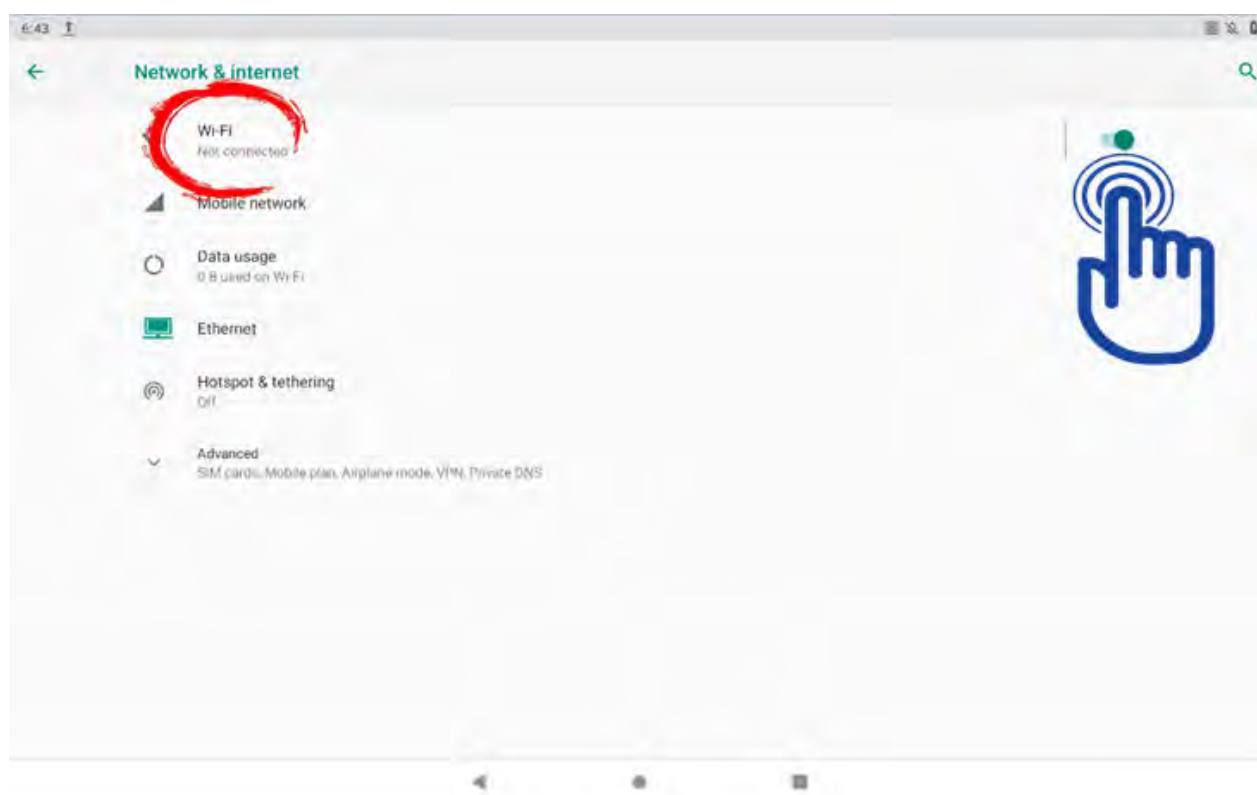 6:43
Network & internet
Wi-Fi
Not connected
Mobile network
Data usage
0 B used on Wi-Fi
Ethernet
Hotspot & tethering
Off
Advanced
SIM cards, Mobile plan, Airplane mode, VPN, Private DNS